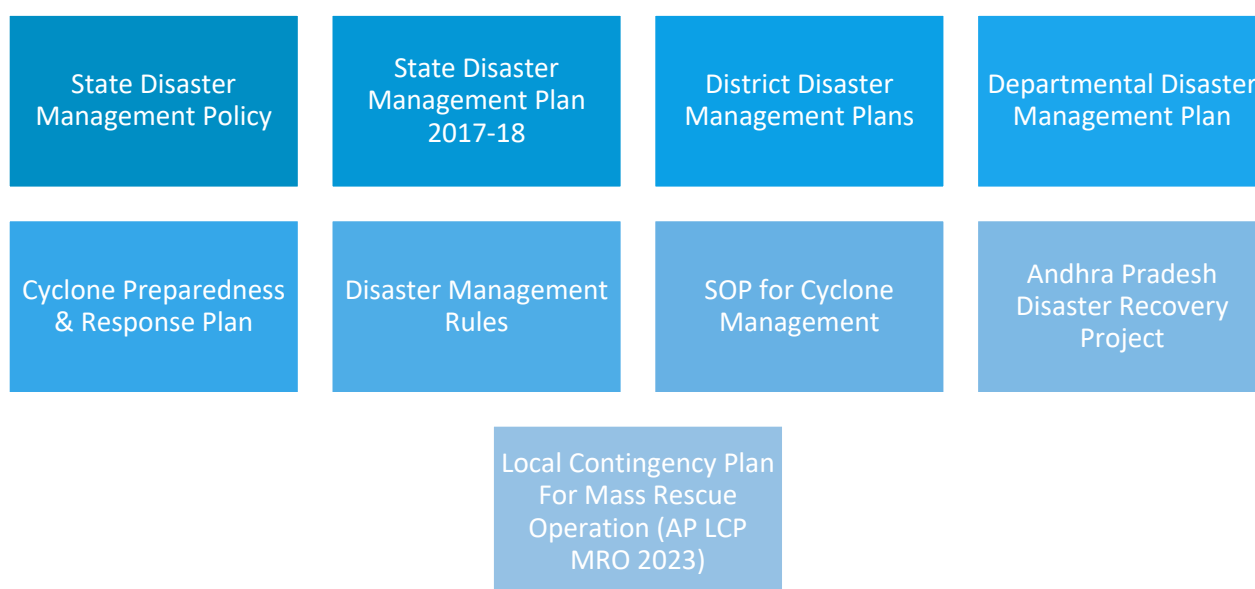 State Disaster
Management Policy
State Disaster
Management Plan
2017-18
District Disaster
Management Plans
Departmental Disaster
Management Plan
Cyclone Preparedness
& Response Plan
Disaster Management
Rules
SOP for Cyclone
Management
Andhra Pradesh
Disaster Recovery
Project
Local Contingency Plan
For Mass Rescue
Operation (AP LCP
MRO 2023)